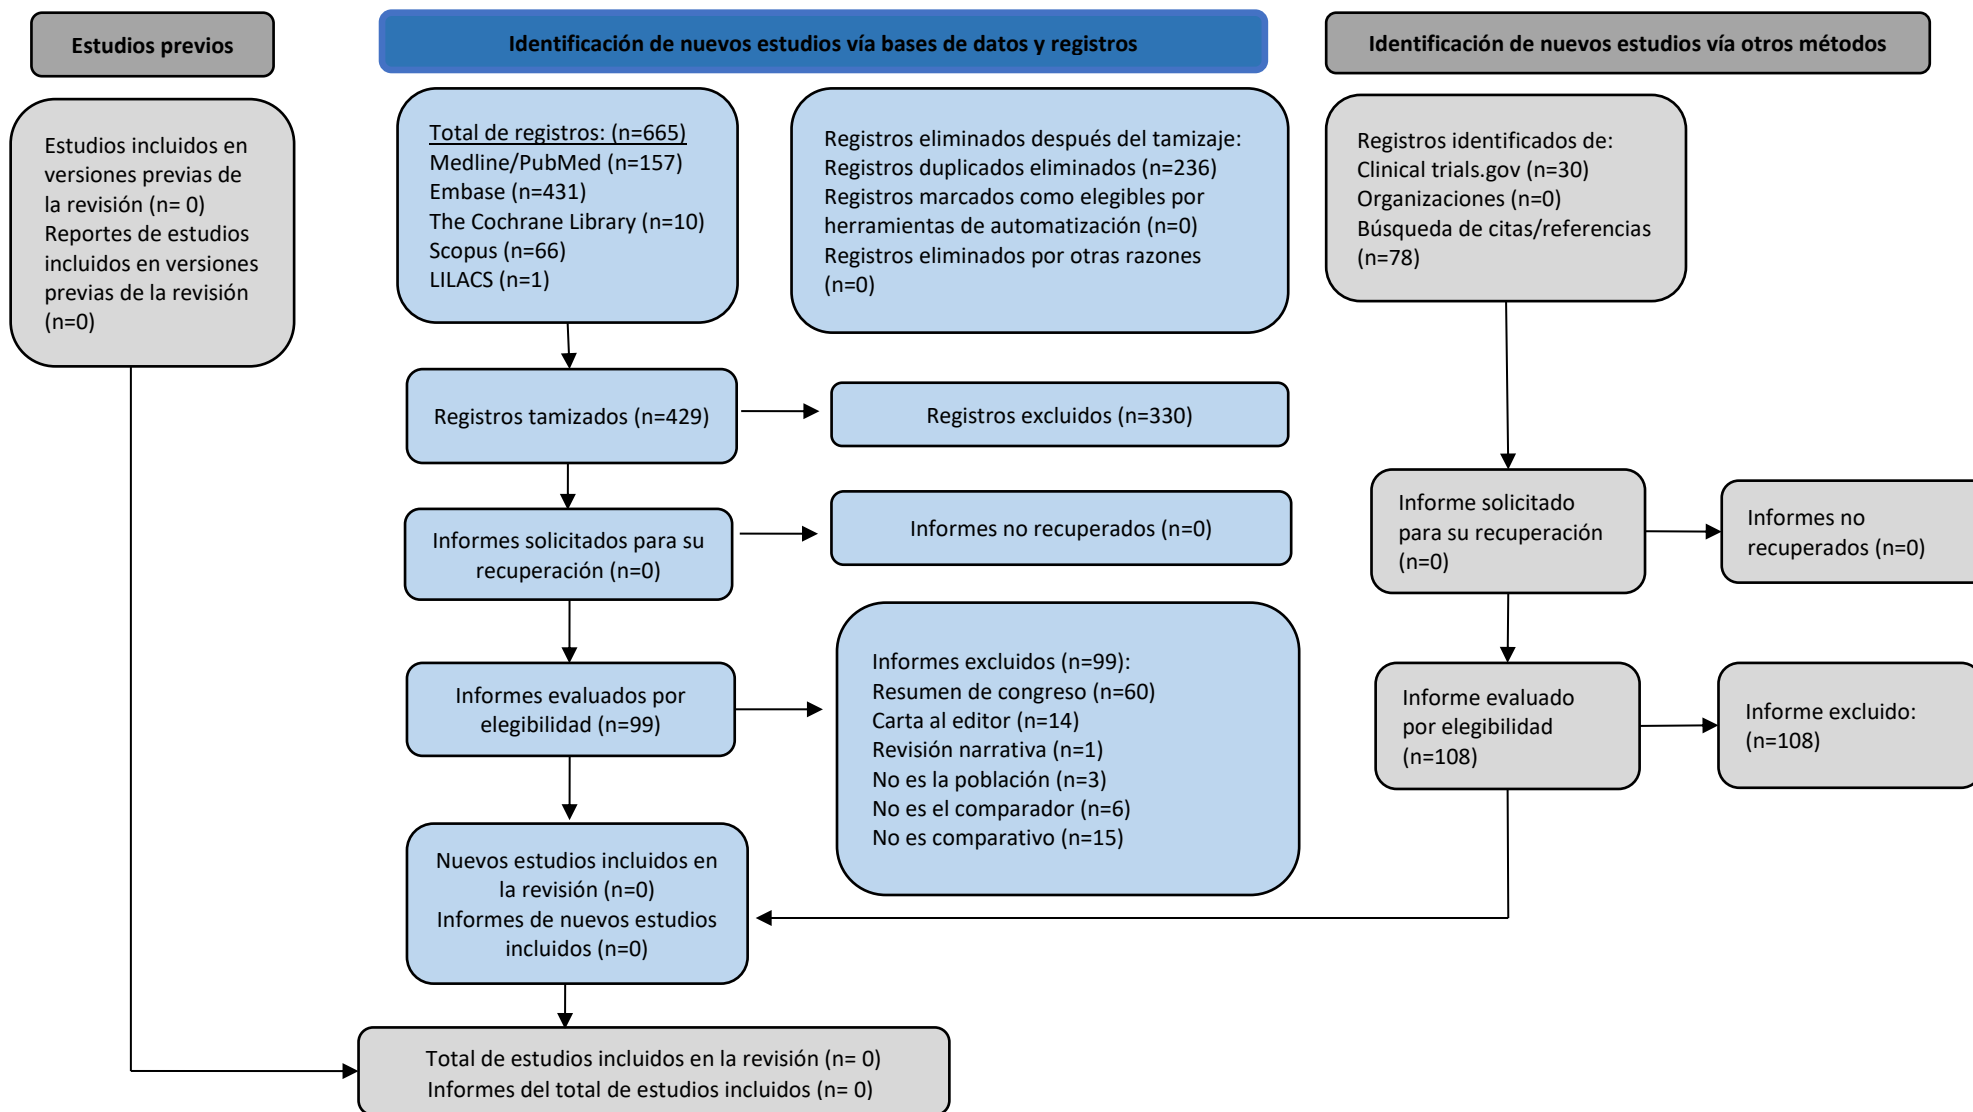 Estudios previos
Identificación de nuevos estudios vía bases de datos y registros
Identificación de nuevos estudios vía otros métodos
Estudios incluidos en
versiones previas de
la revisión (n= 0)
Reportes de estudios
incluidos en versiones
previas de la revisión
(n=0)
Total de registros: (n=665)
Medline/PubMed (n=157)
Embase (n=431)
The Cochrane Library (n=10)
Scopus (n=66)
LILACS (n=1)
Registros eliminados después del tamizaje:
Registros duplicados eliminados (n=236)
Registros marcados como elegibles por
herramientas de automatización (n=0)
Registros eliminados por otras razones
(n=0)
Registros identificados de:
Clinical trials.gov (n=30)
Organizaciones (n=0)
Búsqueda de citas/referencias
(n=78)
Registros tamizados (n=429)
Registros excluidos (n=330)
Informes solicitados para su
recuperación (n=0)
Informes no recuperados (n=0)
Informe solicitado
para su recuperación
(n=0)
Informes no
recuperados (n=0)
Informes evaluados por
elegibilidad (n=99)
Informes excluidos (n=99):
Resumen de congreso (n=60)
Carta al editor (n=14)
Revisión narrativa (n=1)
No es la población (n=3)
No es el comparador (n=6)
No es comparativo (n=15)
Informe evaluado
por elegibilidad
(n=108)
Informe excluido:
(n=108)
Nuevos estudios incluidos en
la revisión (n=0)
Informes de nuevos estudios
incluidos (n=0)
Total de estudios incluidos en la revisión (n= 0)
Informes del total de estudios incluidos (n= 0)